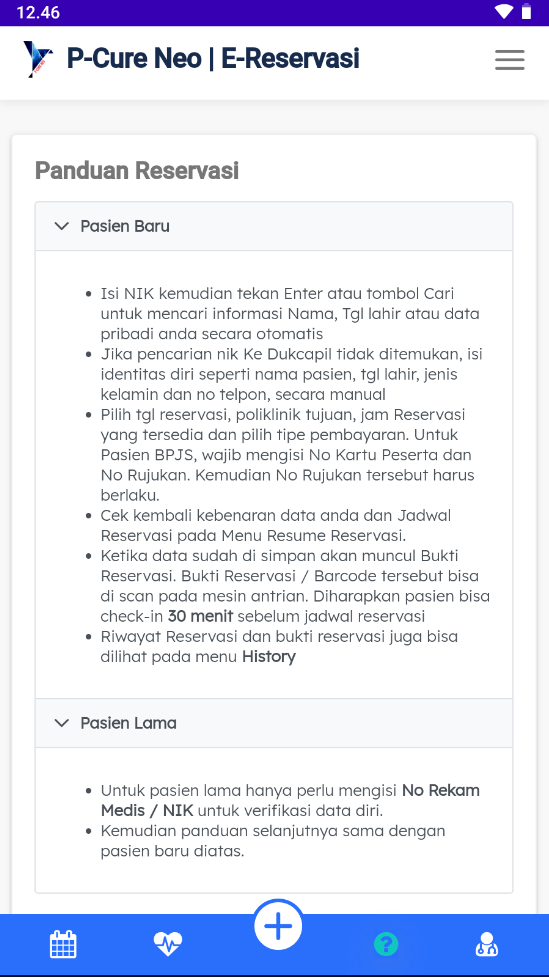 12.46
P-Cure Neo | E-Reservasi
Panduan Reservasi
Pasien Baru
• Isi NIK kemudian tekan Enter atau tombol Cari
untuk mencari informasi Nama, Tgl lahir atau data
pribadi anda secara otomatis
• Jika pencarian nik Ke Dukcapil tidak ditemukan, isi
identitas diri seperti nama pasien, tgl lahir, jenis
kelamin dan no telpon, secara manual
• Pilih tgl reservasi, poliklinik tujuan, jam Reservasi
yang tersedia dan pilih tipe pembayaran. Untuk
Pasien BPJS, wajib mengisi No Kartu Peserta dan
No Rujukan. Kemudian No Rujukan tersebut harus
berlaku.
• Cek kembali kebenaran data anda dan Jadwal
Reservasi pada Menu Resume Reservasi.
• Ketika data sudah di simpan akan muncul Bukti
Reservasi. Bukti Reservasi / Barcode tersebut bisa
di scan pada mesin antrian. Diharapkan pasien bisa
check-in 30 menit sebelum jadwal reservasi
• Riwayat Reservasi dan bukti reservasi juga bisa
dilihat pada menu History
Pasien Lama
• Untuk pasien lama hanya perlu mengisi No Rekam
Medis / NIK untuk verifikasi data diri.
• Kemudian panduan selanjutnya sama dengan
pasien baru diatas.